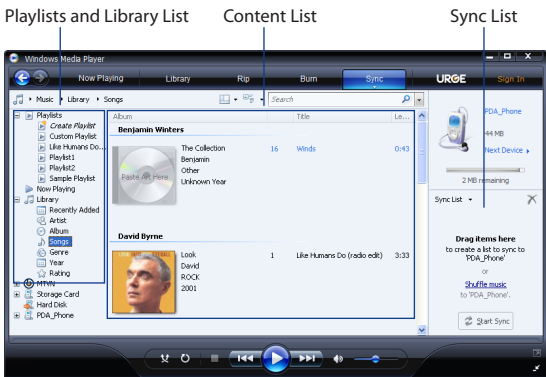 Playlists and Library List
Content List
Sync List
Windows Media Player
Now Playing
Library
Rip
Burn
Sync
URGE
Sign In
Music
Library
Songs
Search
Playlists
Create Playlist
Custom Playlist
Like Humans Do...
Playlist1
Playlist2
Sample Playlist
Now Playing
Library
Recently Added
Artist
Album
Songs
Genre
Year
Rating
MTVN
Storage Card
Hard Disk
PDA_Phone
Album
Title
Le...
Benjamin Winters
Paste Art Here
The Collection
16
Winds
0:43
Benjamin
Other
Unknown Year
David Byrne
Look
1
Like Humans Do (radio edit)
3:33
David
ROCK
2001
PDA_Phone
44 MB
Next Device
2 MB remaining
Sync List
Drag items here
to create a list to sync to
'PDA_Phone'
or
Shuffle music
to 'PDA_Phone'.
Start Sync